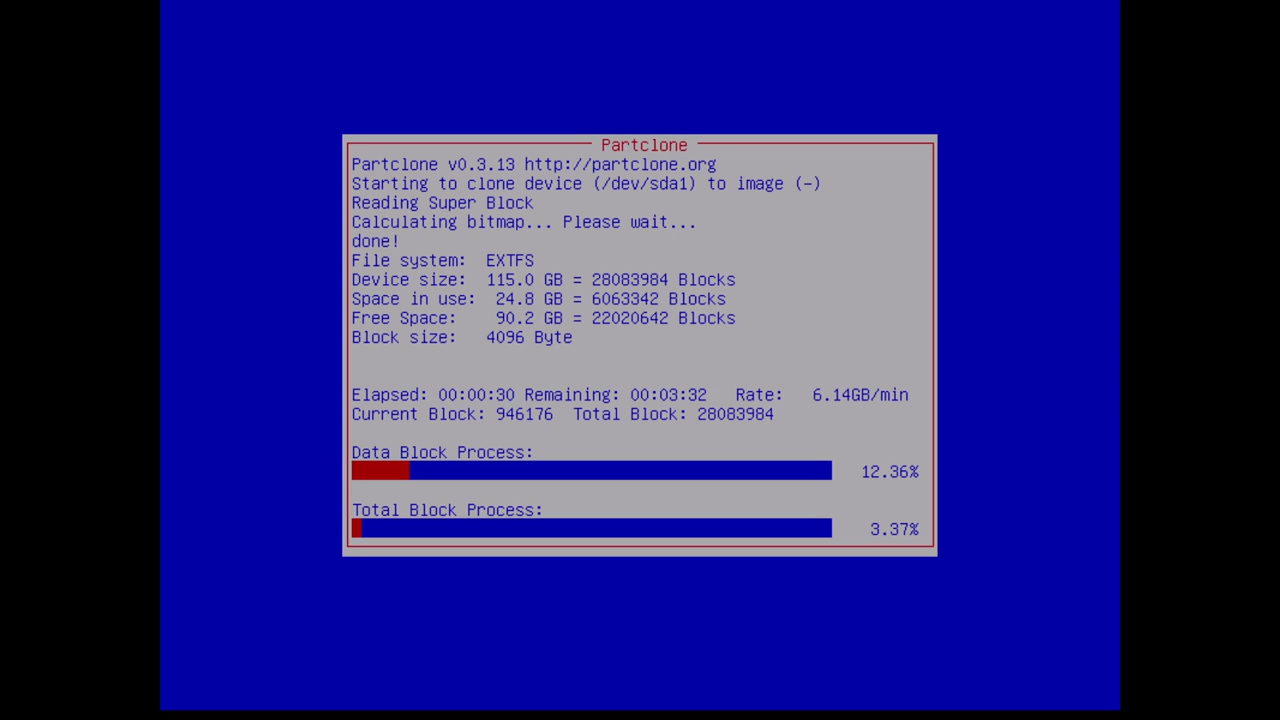 Partclone
Partclone v0.3.13 http://partclone.org
Starting to clone device (/dev/sda1) to image (-)
Reading Super Block
Calculating bitmap... Please wait...
done!
File system:  EXTFS
Device size:  115.0 GB = 28083984 Blocks
Space in use:  24.8 GB = 6063342 Blocks
Free Space:    90.2 GB = 22020642 Blocks
Block size:   4096 Byte
Elapsed: 00:00:30 Remaining: 00:03:32   Rate:   6.14GB/min
Current Block: 946176  Total Block: 28083984
Data Block Process:
12.36%
Total Block Process:
3.37%